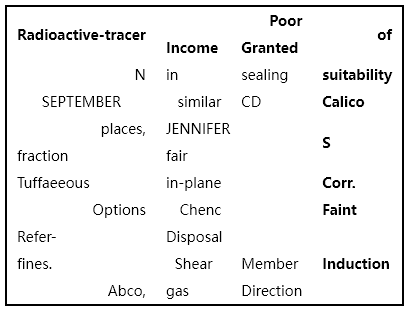 Radioactive-tracer Income Poor Granted of
N in sealing suitability
SEPTEMBER similar CD Calico
places, fraction JENNIFER fair S
Tuffaeeous in-plane Corr.
Options Chenc Faint
Refer- fines. Disposal Shear Member Induction
Abco, gas Direction